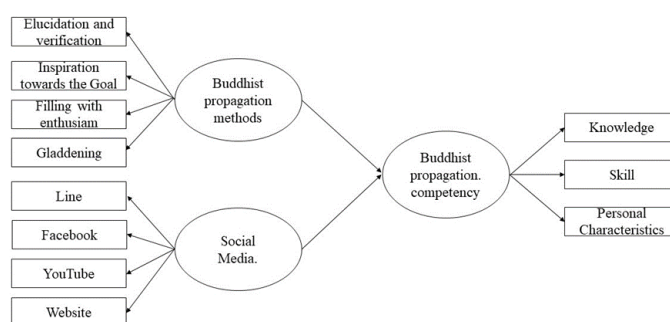 Elucidation and
verification
Inspiration
towards the Goal
Filling with
enthusiam
Gladdening
Line
Facebook
YouTube
Website
Buddhist
propagation
methods
Social
Media.
Buddhist
propagation.
competency
Knowledge
Skill
Personal
Characteristics